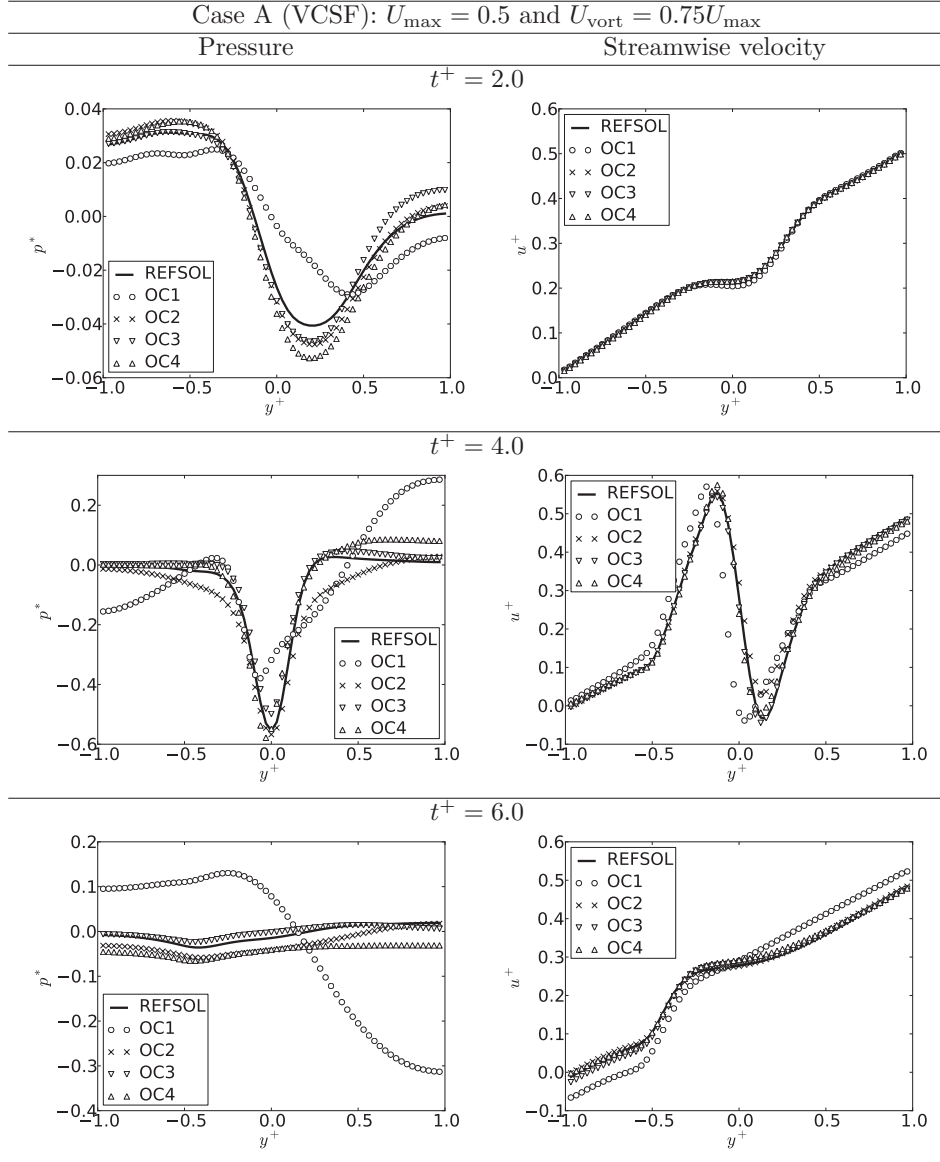 Case A (VCSF): U_max = 0.5 and U_vort = 0.75U_max
Pressure Streamwise velocity
t^+ = 2.0
0.04
0.02
0.00
−0.02
−0.04
−0.06
p^*
REFSOL
OC1
OC2
OC3
OC4
−1.0 −0.5 0.0 0.5 1.0
y^+
0.6
0.5
0.4
0.3
0.2
0.1
0.0
u^+
REFSOL
OC1
OC2
OC3
OC4
−1.0 −0.5 0.0 0.5 1.0
y^+
t^+ = 4.0
0.2
0.0
−0.2
−0.4
−0.6
p^*
REFSOL
OC1
OC2
OC3
OC4
−1.0 −0.5 0.0 0.5 1.0
y^+
0.6
0.5
0.4
0.3
0.2
0.1
0.0
−0.1
u^+
REFSOL
OC1
OC2
OC3
OC4
−1.0 −0.5 0.0 0.5 1.0
y^+
t^+ = 6.0
0.2
0.1
0.0
−0.1
−0.2
−0.3
−0.4
p^*
REFSOL
OC1
OC2
OC3
OC4
−1.0 −0.5 0.0 0.5 1.0
y^+
0.6
0.5
0.4
0.3
0.2
0.1
0.0
−0.1
u^+
REFSOL
OC1
OC2
OC3
OC4
−1.0 −0.5 0.0 0.5 1.0
y^+